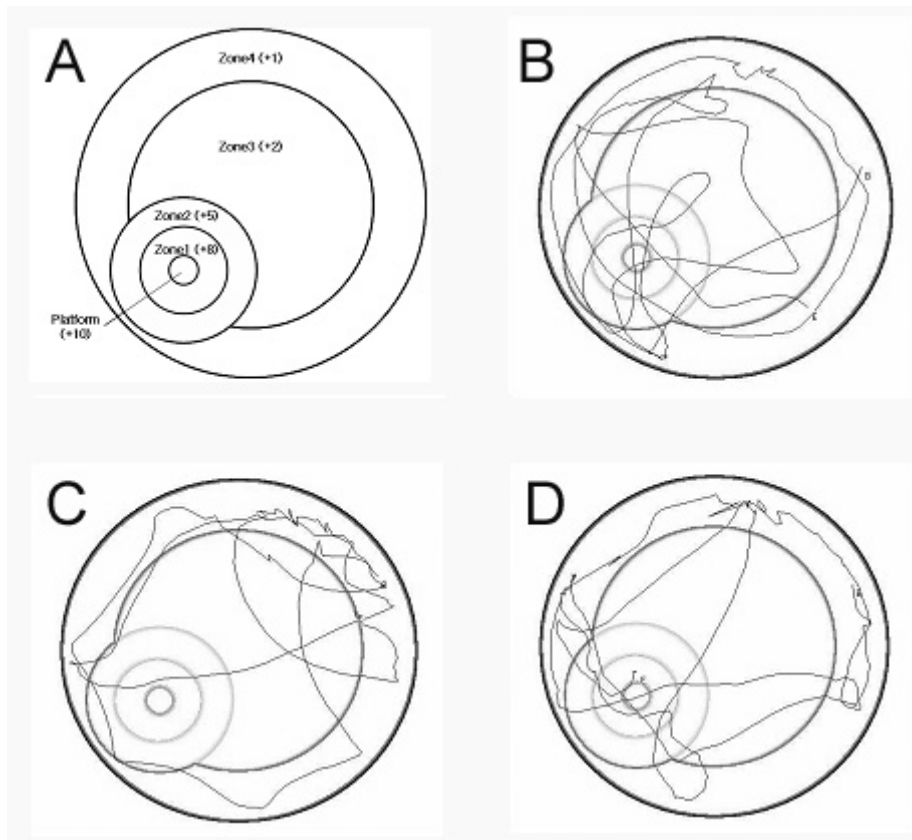 A
Zone4 (+1)
Zone3 (+2)
Zone2 (+5)
Zone1 (+8)
Platform
(+10)
B
C
D